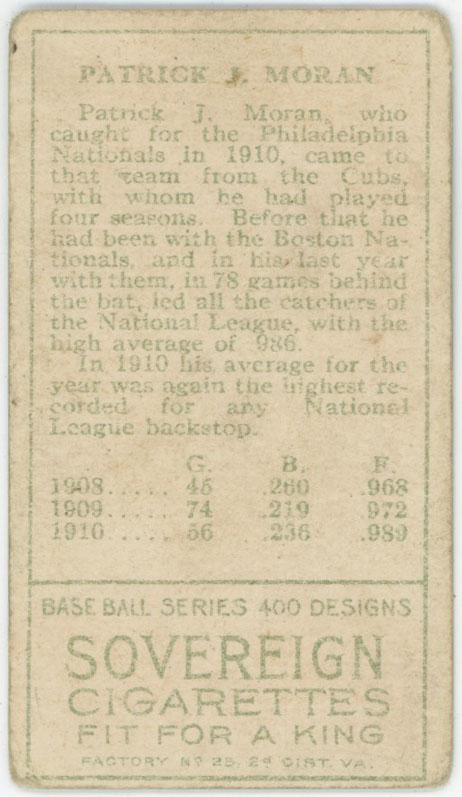 PATRICK J. MORAN
Patrick J. Moran, who
caught for the Philadelphia
Nationals in 1910, came to
that team from the Cubs,
with whom he had played
four seasons. Before that he
had been with the Boston Na-
tionals, and in his last year
with them, in 78 games behind
the bat, led all the catchers of
the National League, with the
high average of 986.
In 1910 his average for the
year was again the highest re-
corded for any National
League backstop.
G. B. F.
1908..... 45 .260 .968
1909..... 74 .219 .972
1910..... 56 .236 .989
BASE BALL SERIES 400 DESIGNS
SOVEREIGN
CIGARETTES
FIT FOR A KING
FACTORY Nº 25, 2d DIST. VA.